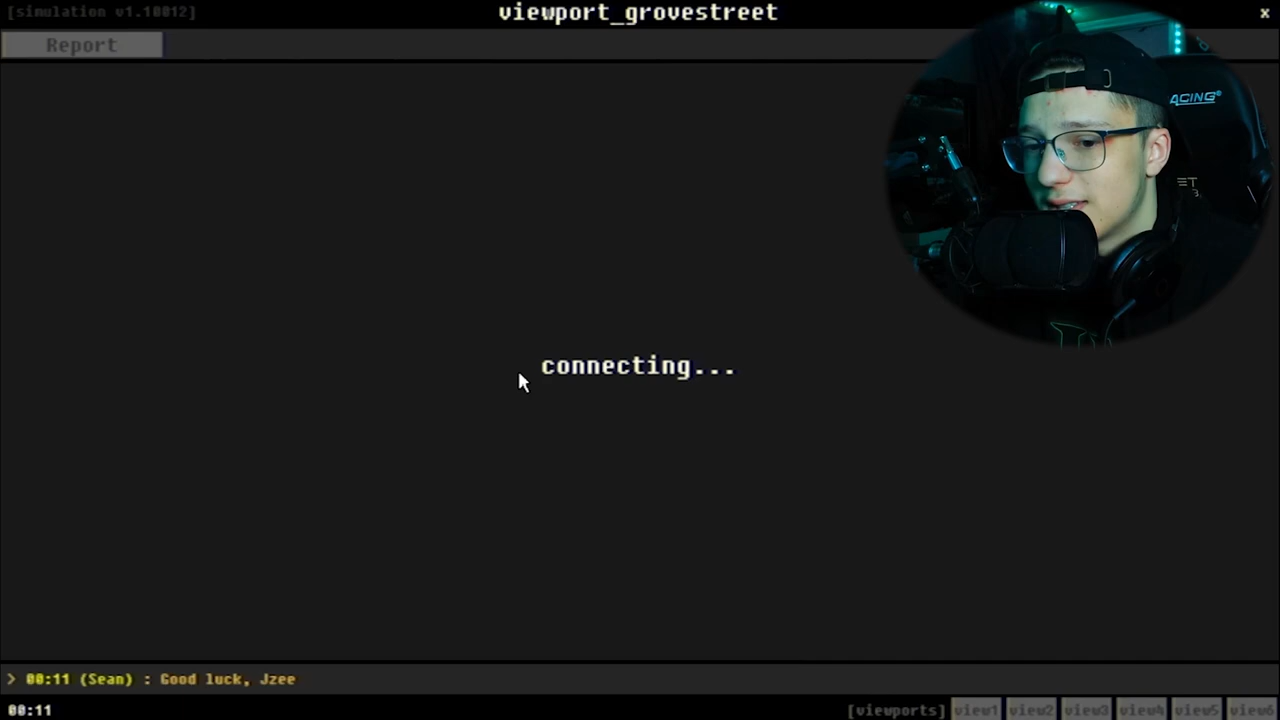 [simulation v1.10012]
viewport_grovestreet
x
Report
ACING
connecting...
> 00:11 (Sean) : Good luck, Jzee
00:11
[viewports] view1 view2 view3 view4 view5 view6